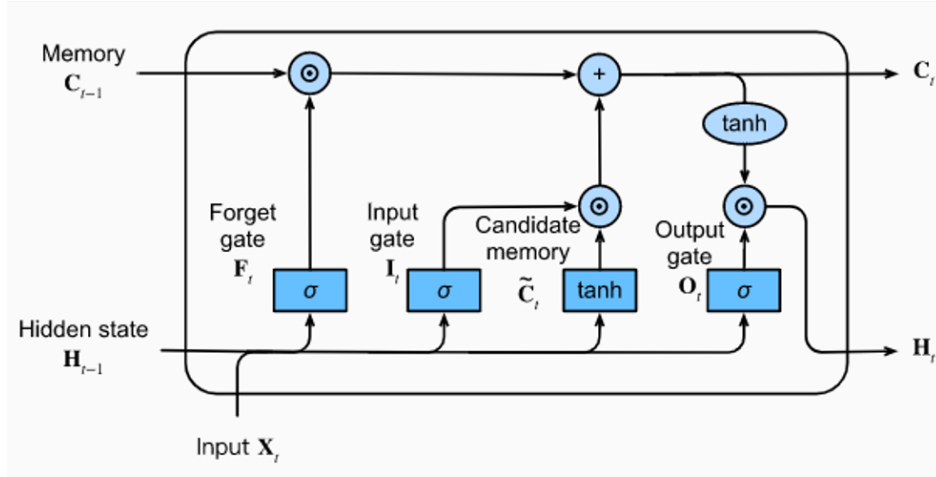 Memory
C_{t-1}
⊙
+
C_t
tanh
Forget
gate
F_t
Input
gate
I_t
⊙
Candidate
memory
C̃_t
Output
gate
O_t
⊙
σ
σ
tanh
σ
Hidden state
H_{t-1}
H_t
Input X_t